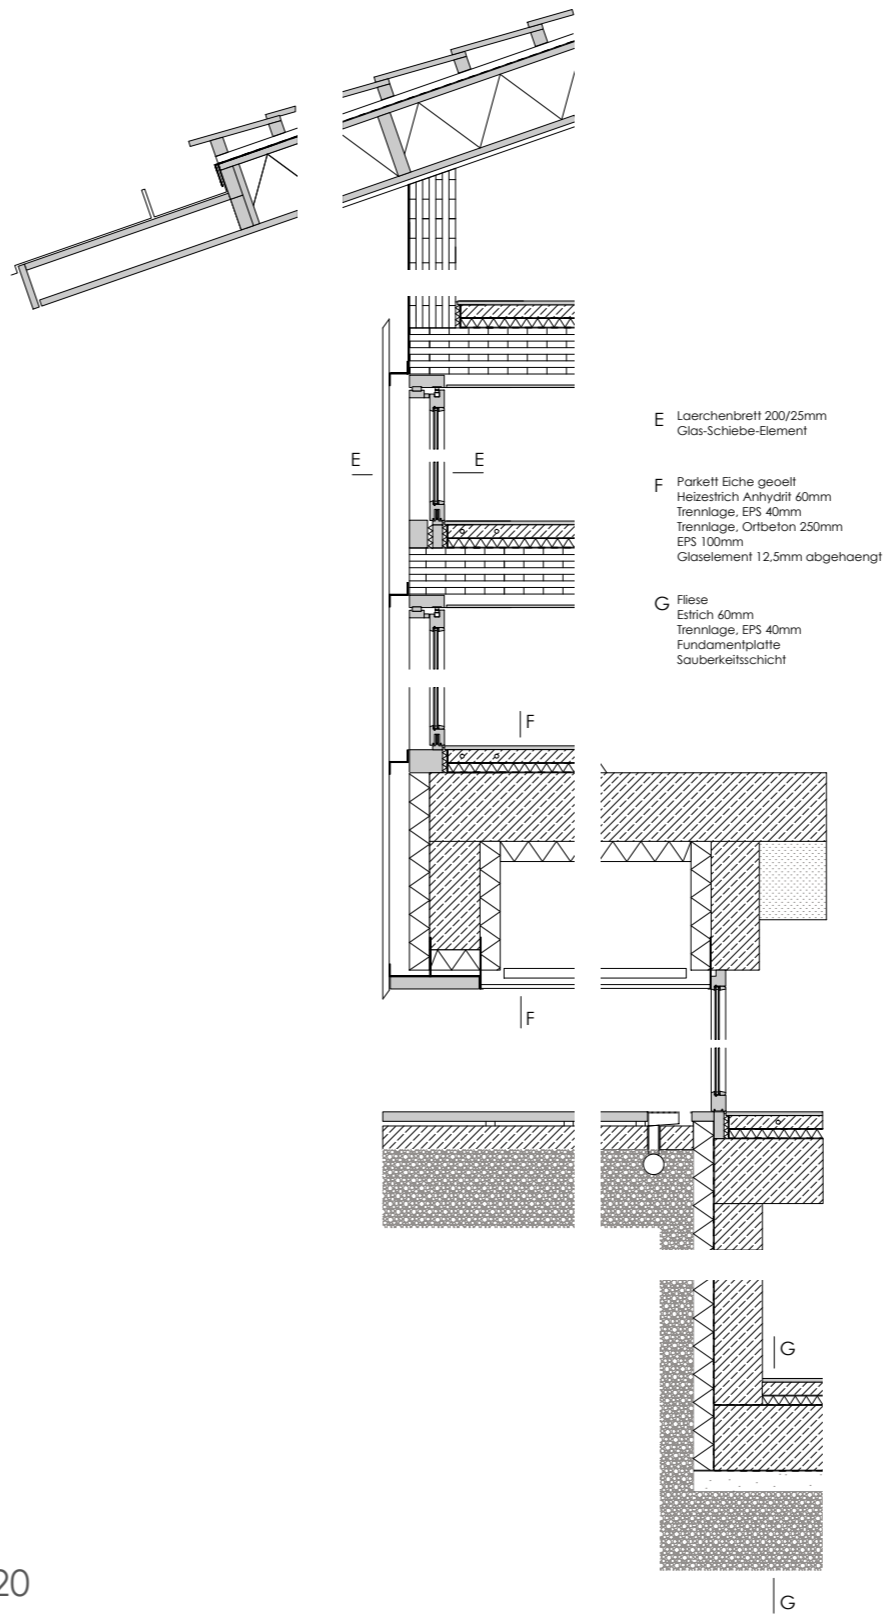 E Laerchenbrett 200/25mm
Glas-Schiebe-Element
E E
F Parkett Eiche geoelt
Heizestrich Anhydrit 60mm
Trennlage, EPS 40mm
Trennlage, Ortbeton 250mm
EPS 100mm
Glaselement 12,5mm abgehaengt
G Fliese
Estrich 60mm
Trennlage, EPS 40mm
Fundamentplatte
Sauberkeitsschicht
F
F
G
20
G